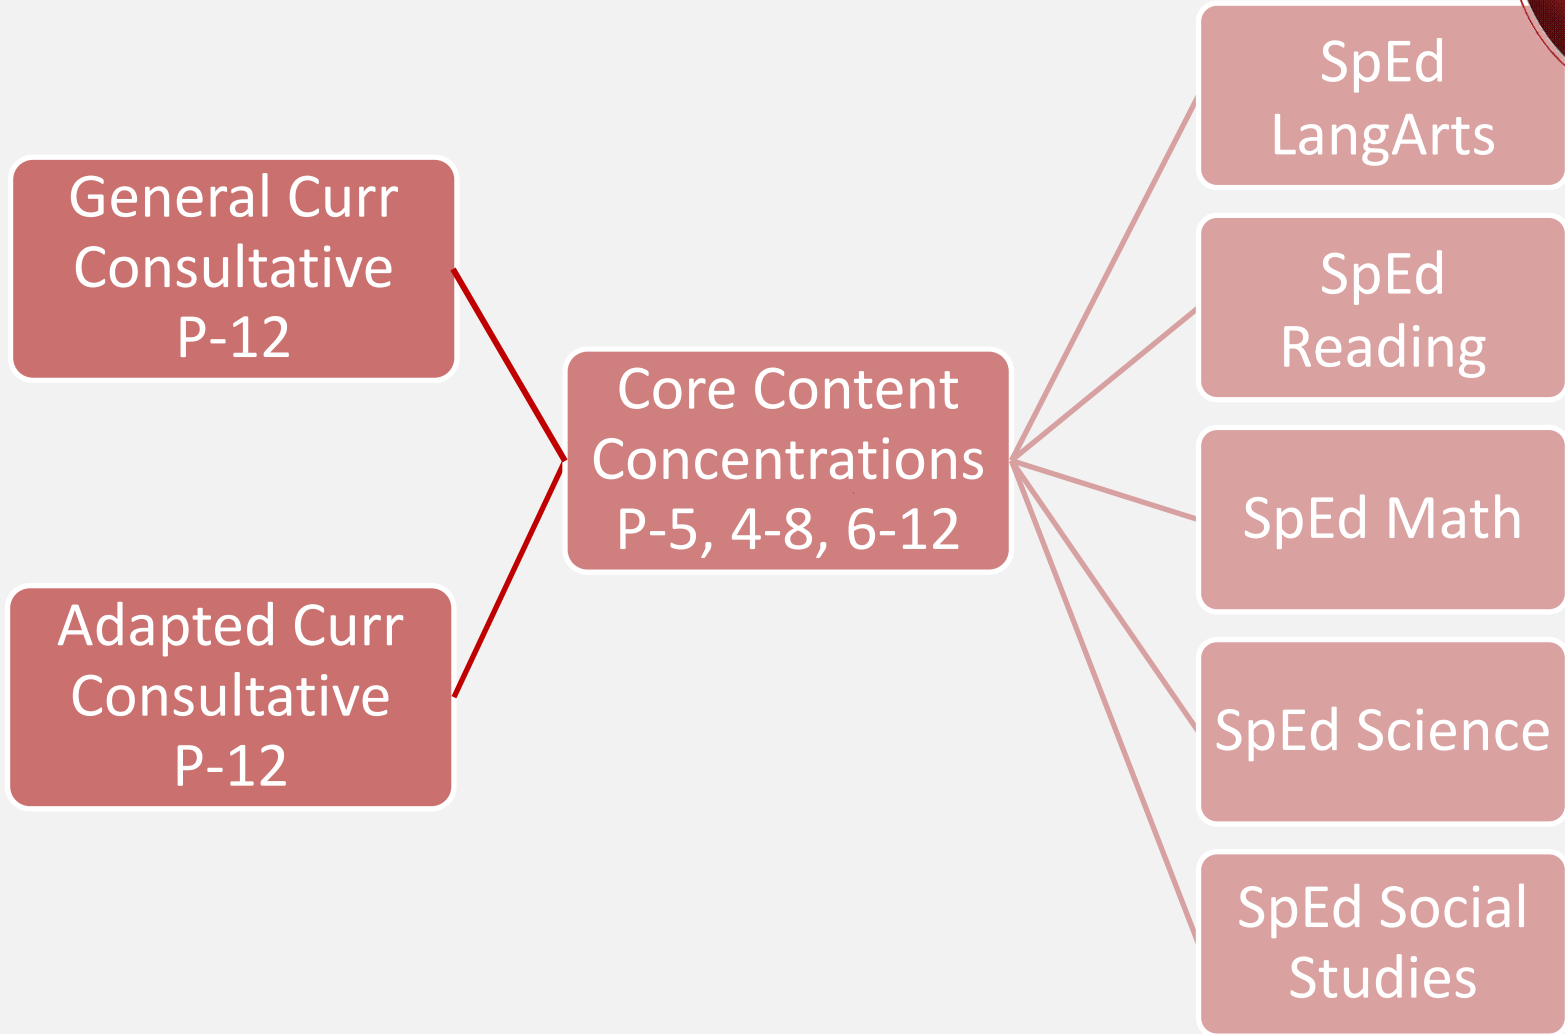 General Curr
Consultative
P-12
Adapted Curr
Consultative
P-12
Core Content
Concentrations
P-5, 4-8, 6-12
SpEd
LangArts
SpEd
Reading
SpEd Math
SpEd Science
SpEd Social
Studies